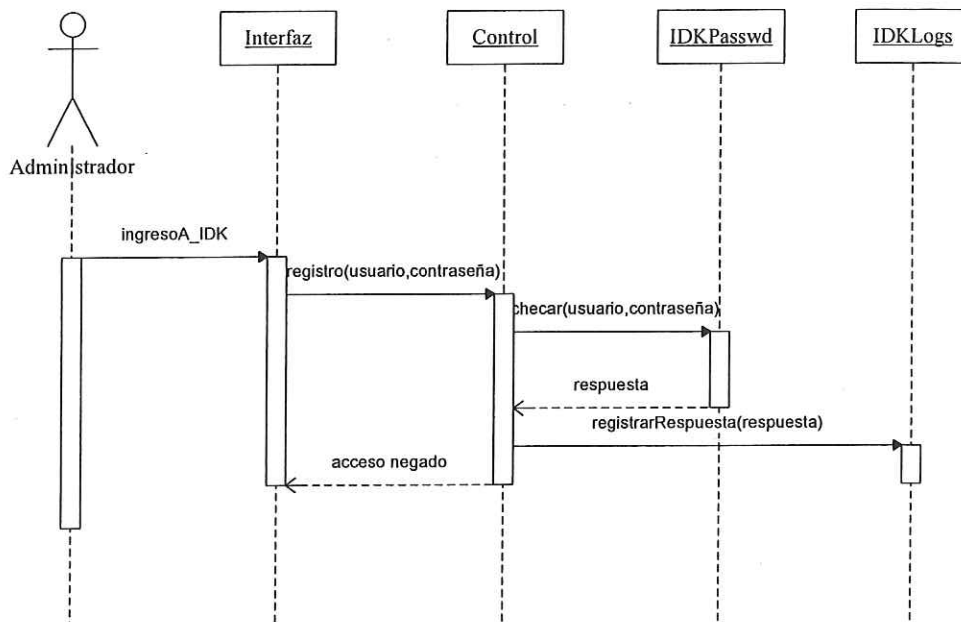 Interfaz
Control
IDKPasswd
IDKLogs
Administrador
ingresoA_IDK
registro(usuario,contraseña)
checar(usuario,contraseña)
respuesta
registrarRespuesta(respuesta)
acceso negado